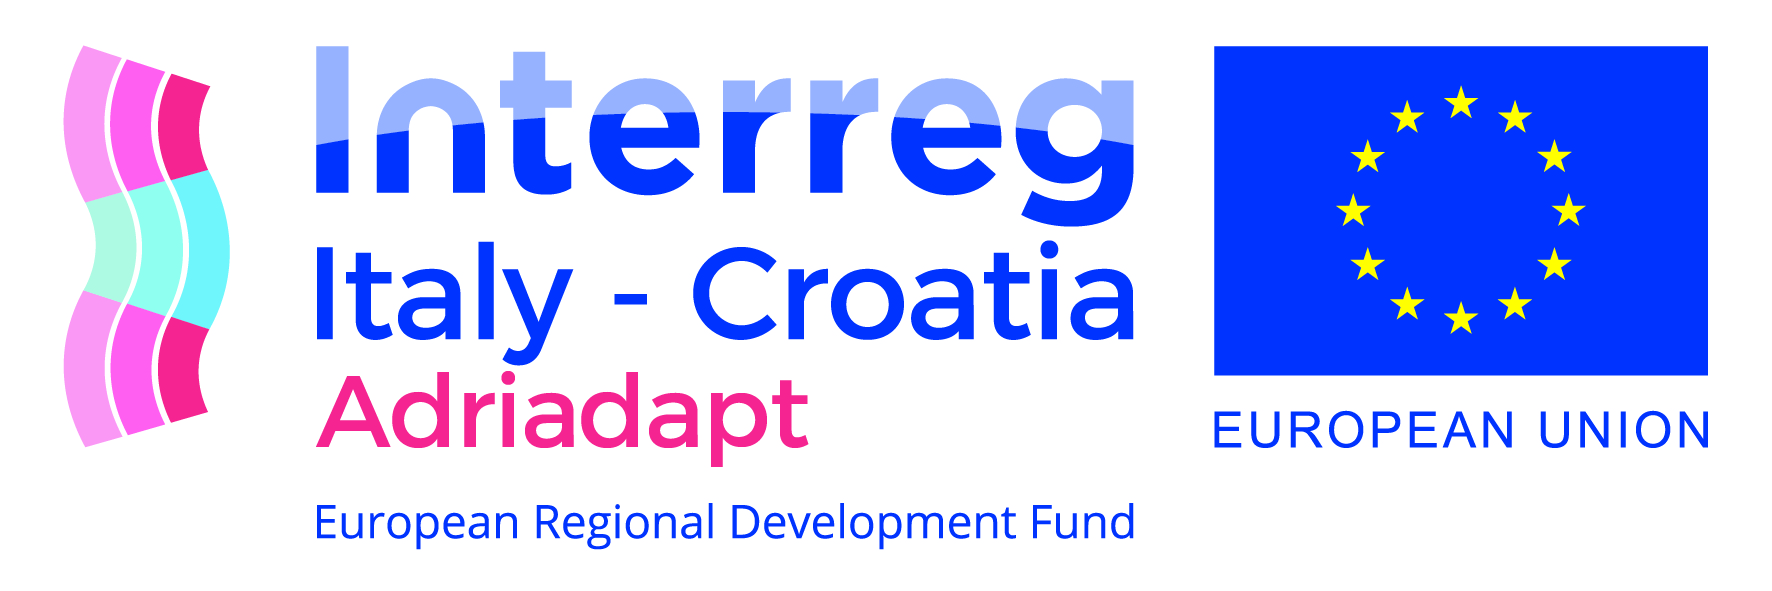 Interreg
Italy - Croatia
Adriadapt
European Regional Development Fund
EUROPEAN UNION